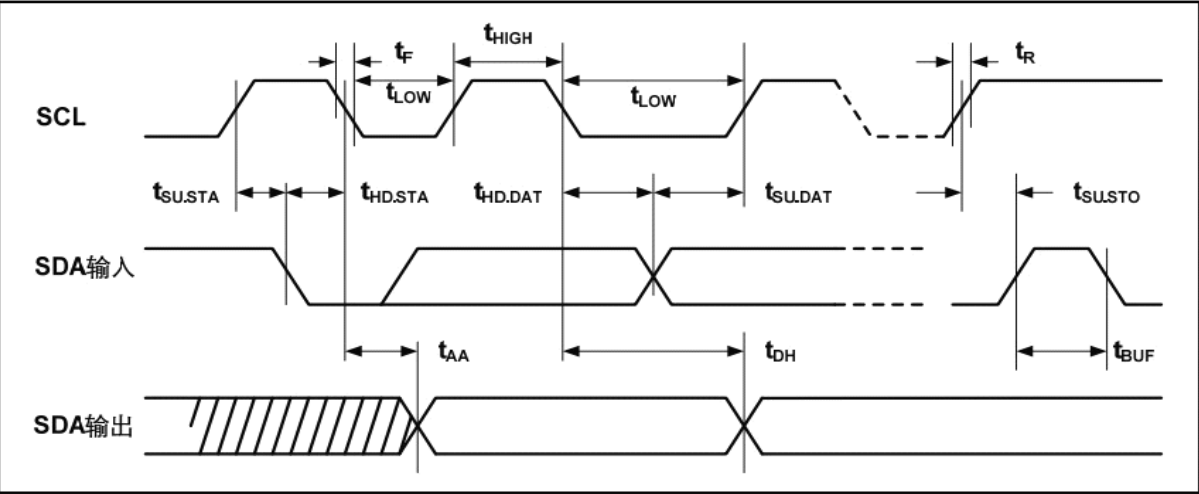 tHIGH
tF
tR
tLOW
tLOW
SCL
tSU.STA
tHD.STA
tHD.DAT
tSU.DAT
tSU.STO
SDA输入
tAA
tDH
tBUF
SDA输出